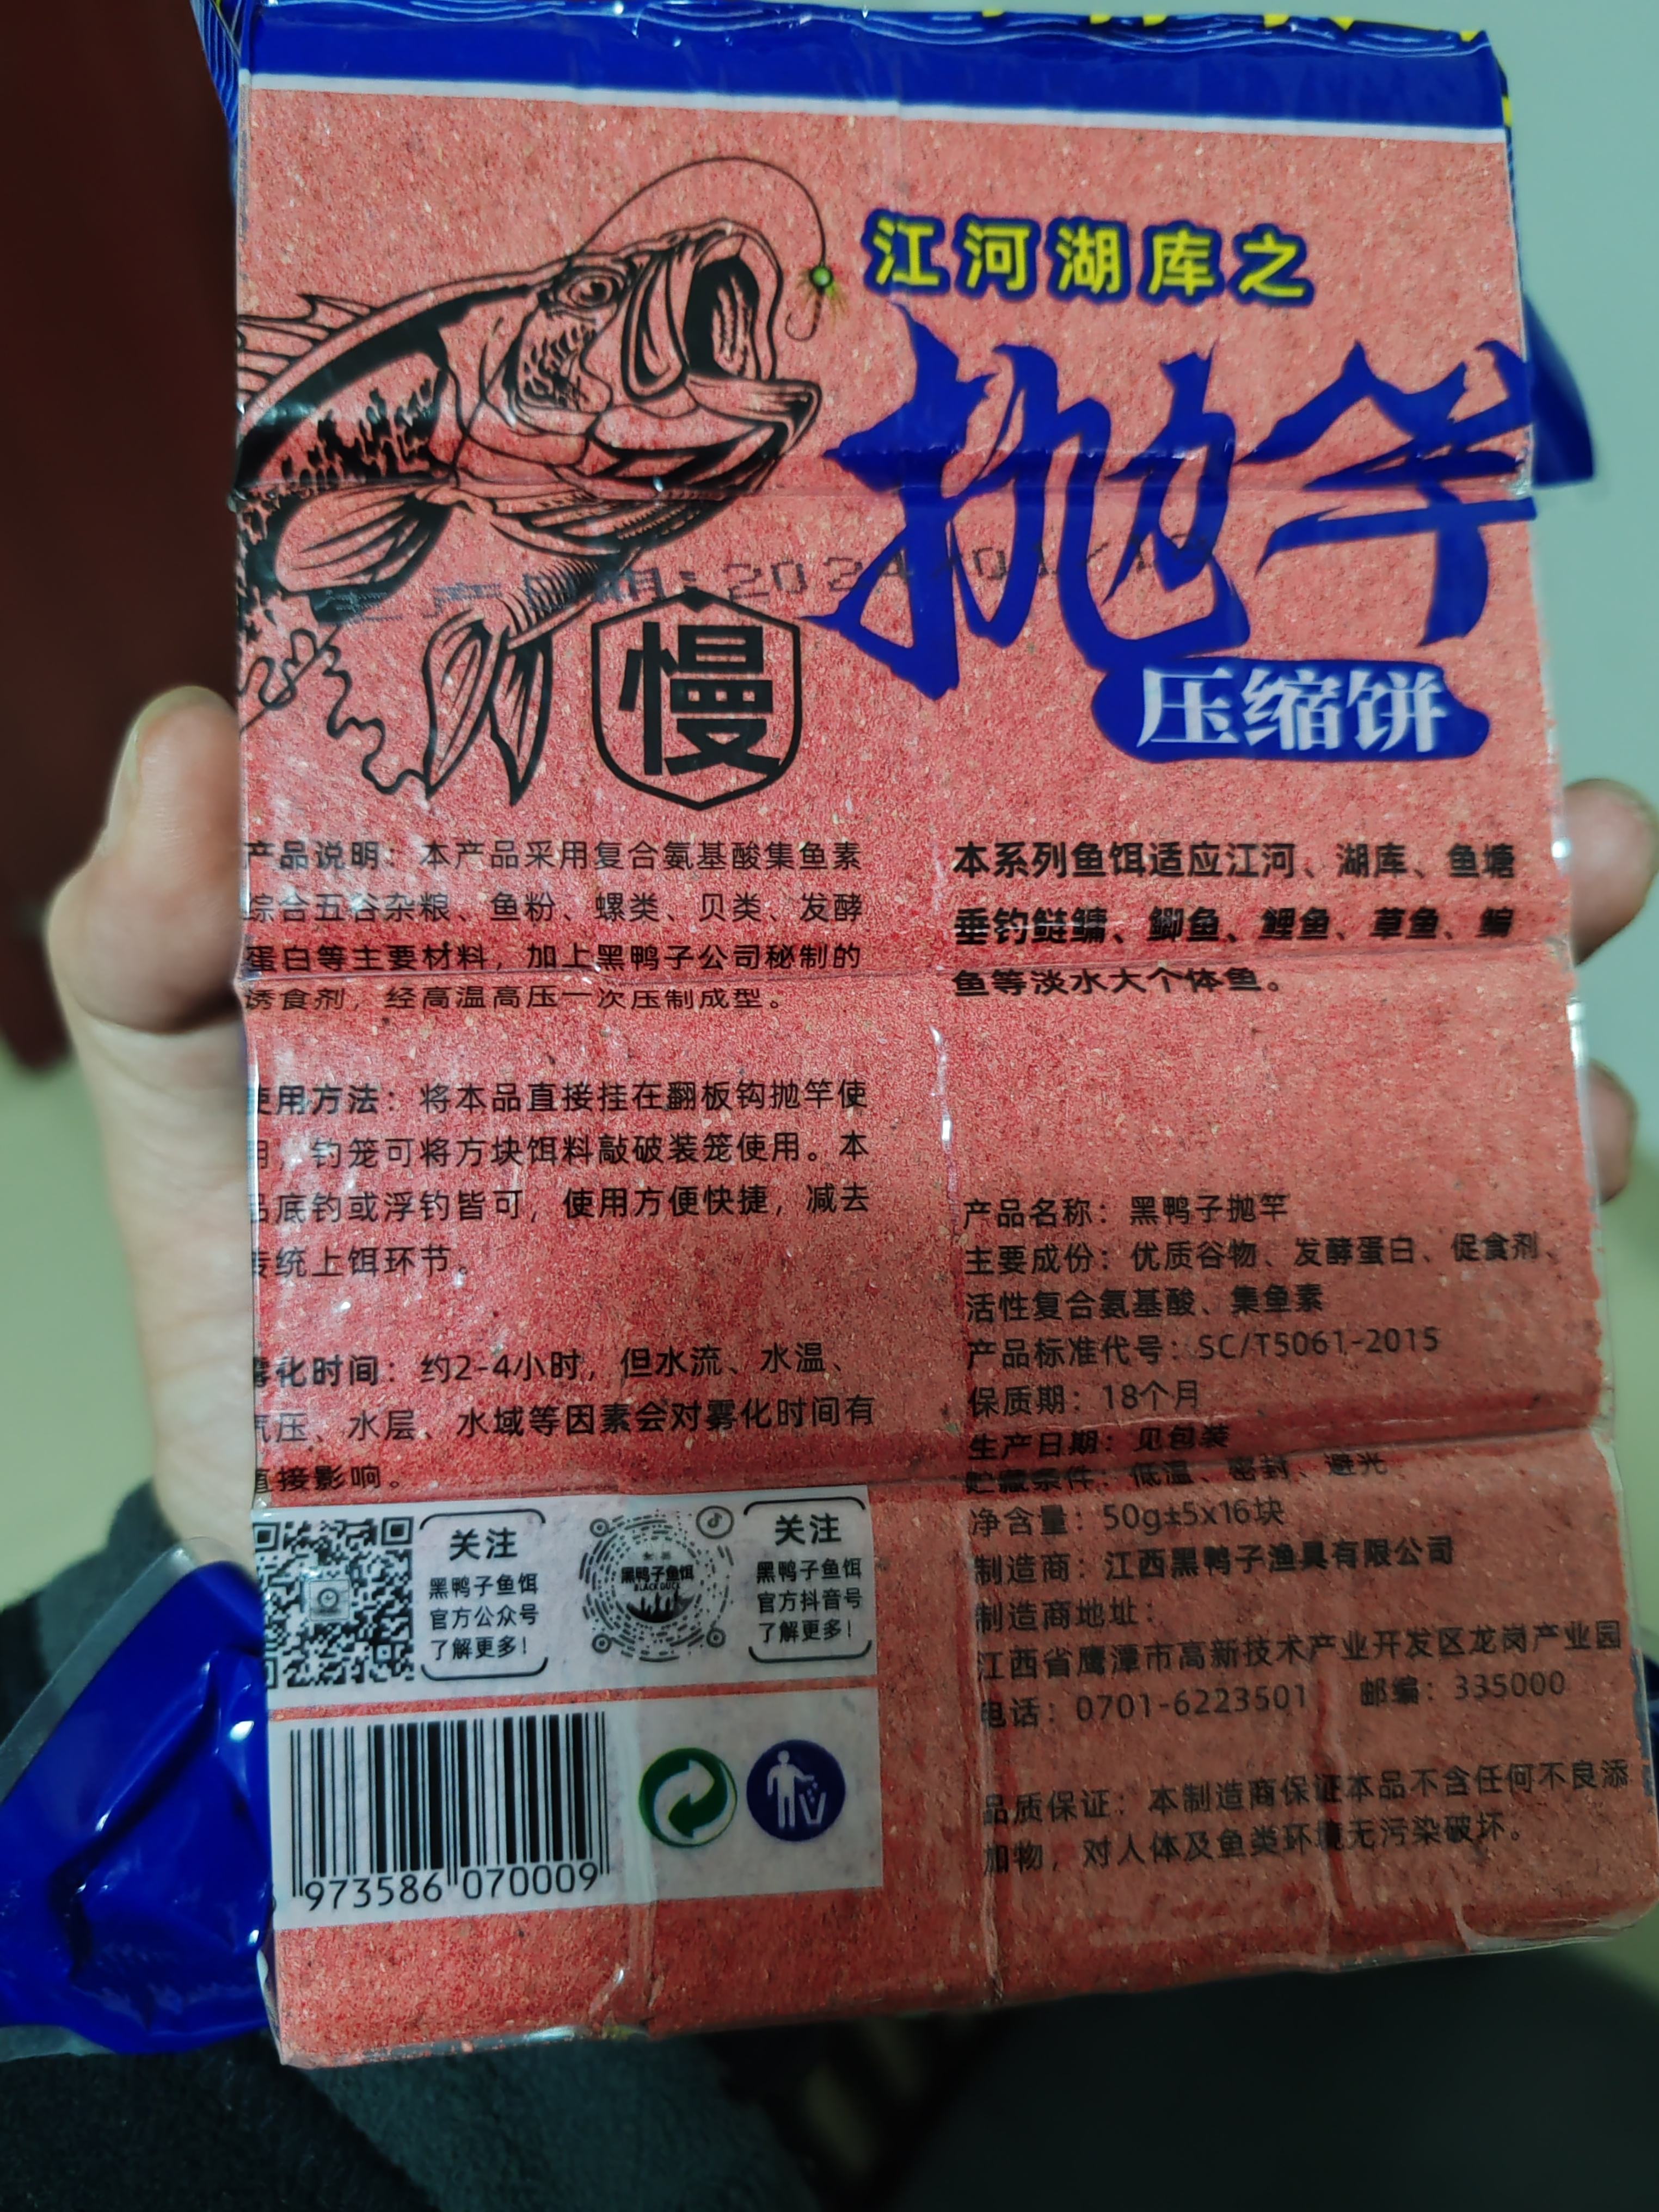 江河湖库之
抛竿
压缩饼
慢
产品说明：本产品采用复合氨基酸集鱼素
综合五谷杂粮、鱼粉、螺类、贝类、发酵
蛋白等主要材料，加上黑鸭子公司秘制的
诱食剂，经高温高压一次压制成型。
使用方法：将本品直接挂在翻板钩抛竿使
用，钓笼可将方块饵料敲破装笼使用。本
品底钓或浮钓皆可，使用方便快捷，减去
传统上饵环节。
雾化时间：约2-4小时，但水流、水温、
气压、水层、水域等因素会对雾化时间有
直接影响。
关注
黑鸭子鱼饵
官方公众号
了解更多！
黑鸭子鱼饵
BLACK DUCK
关注
黑鸭子鱼饵
官方抖音号
了解更多！
973586 070009
本系列鱼饵适应江河、湖库、鱼塘
垂钓鲢鳙、鲫鱼、鲤鱼、草鱼、鳊
鱼等淡水大个体鱼。
产品名称：黑鸭子抛竿
主要成份：优质谷物、发酵蛋白、促食剂、
活性复合氨基酸、集鱼素
产品标准代号：SC/T5061-2015
保质期：18个月
生产日期：见包装
贮藏条件：低温、密封、避光
净含量：50g±5x16块
制造商：江西黑鸭子渔具有限公司
制造商地址：
江西省鹰潭市高新技术产业开发区龙岗产业园
电话：0701-6223501 邮编：335000
品质保证：本制造商保证本品不含任何不良添
加物，对人体及鱼类环境无污染破坏。